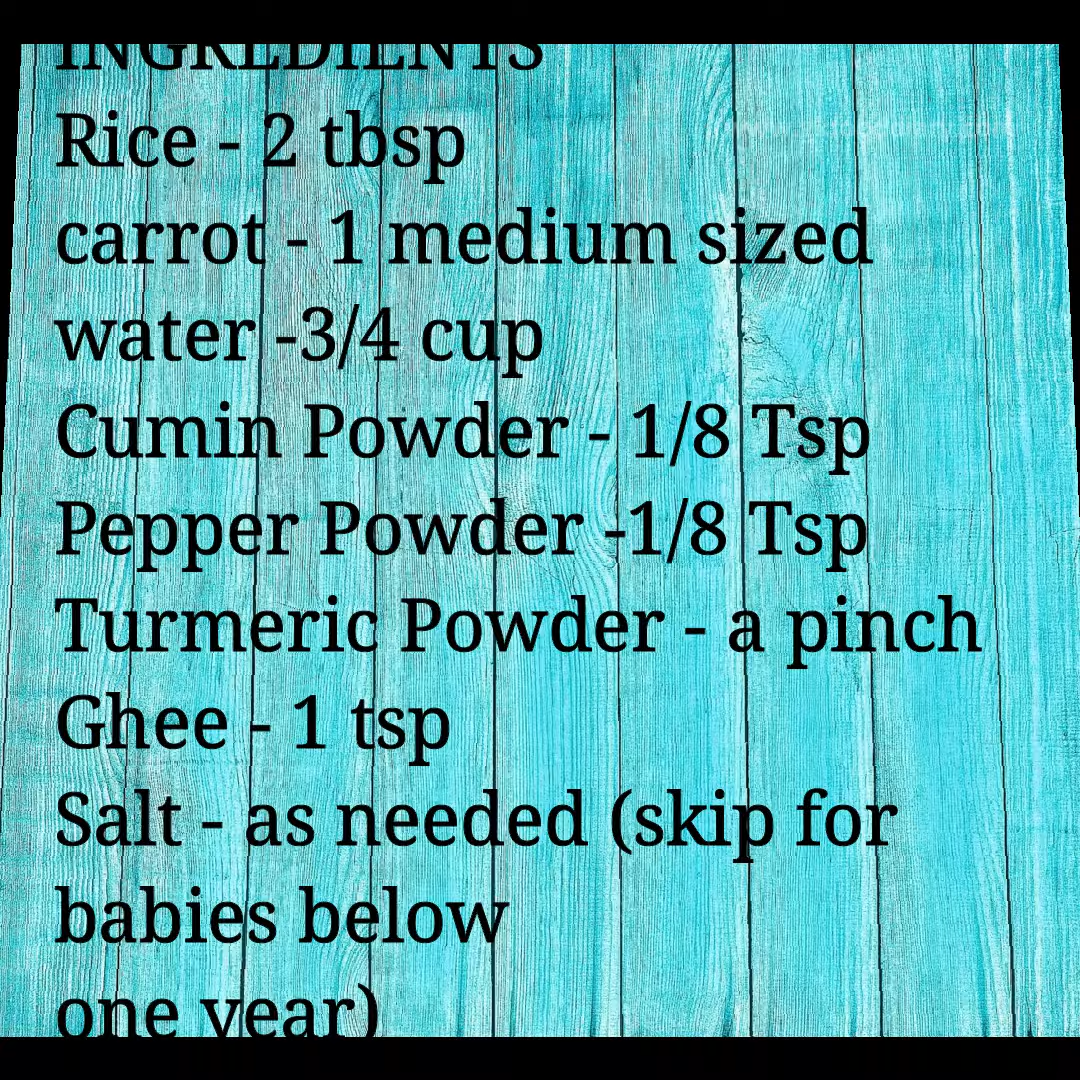 INGREDIENTS
Rice - 2 tbsp
carrot - 1 medium sized
water -3/4 cup
Cumin Powder - 1/8 Tsp
Pepper Powder -1/8 Tsp
Turmeric Powder - a pinch
Ghee - 1 tsp
Salt - as needed (skip for
babies below
one year)